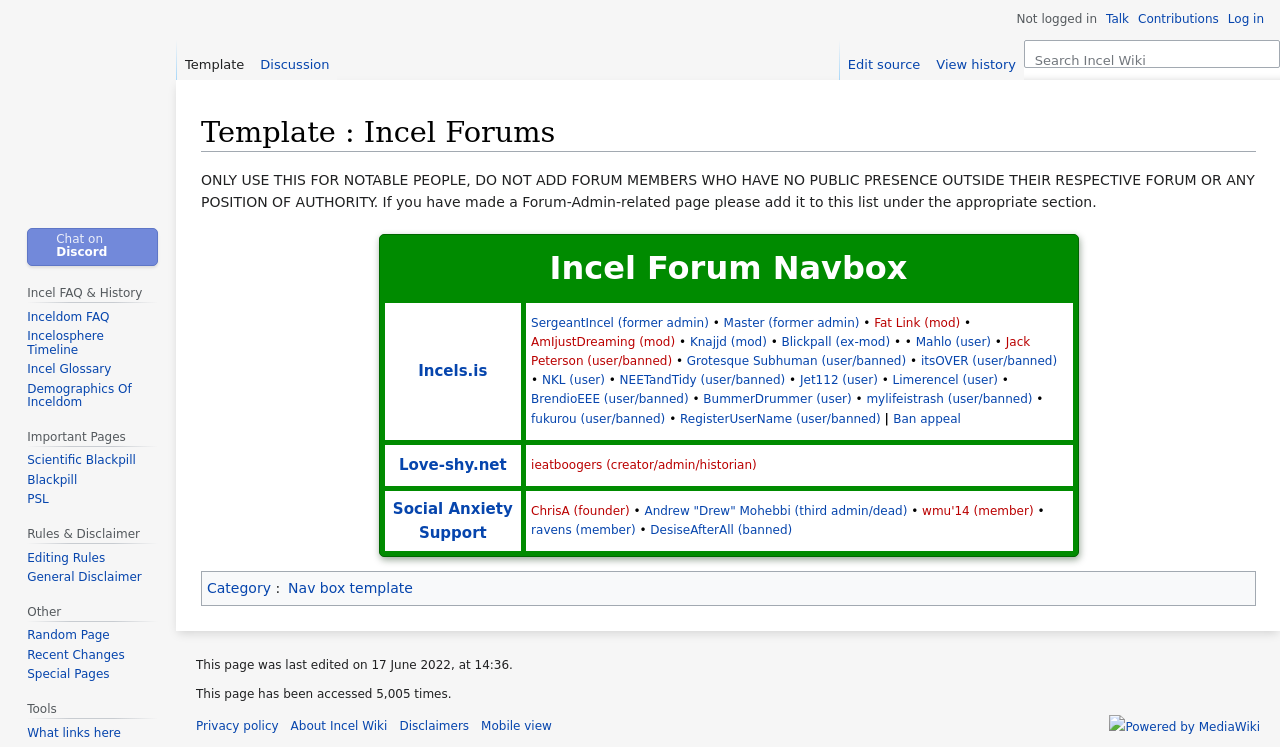 Not logged in Talk Contributions Log in
Template Discussion Edit source View history Search Incel Wiki
Template : Incel Forums
ONLY USE THIS FOR NOTABLE PEOPLE, DO NOT ADD FORUM MEMBERS WHO HAVE NO PUBLIC PRESENCE OUTSIDE THEIR RESPECTIVE FORUM OR ANY
POSITION OF AUTHORITY. If you have made a Forum-Admin-related page please add it to this list under the appropriate section.
Incel Forum Navbox
Incels.is
SergeantIncel (former admin) • Master (former admin) • Fat Link (mod) •
AmIJustDreaming (mod) • Knajjd (mod) • Blickpall (ex-mod) • • Mahlo (user) • Jack
Peterson (user/banned) • Grotesque Subhuman (user/banned) • itsOVER (user/banned)
• NKL (user) • NEETandTidy (user/banned) • Jet112 (user) • Limerencel (user) •
BrendioEEE (user/banned) • BummerDrummer (user) • mylifeistrash (user/banned) •
fukurou (user/banned) • RegisterUserName (user/banned) | Ban appeal
Love-shy.net
ieatboogers (creator/admin/historian)
Social Anxiety
Support
ChrisA (founder) • Andrew "Drew" Mohebbi (third admin/dead) • wmu'14 (member) •
ravens (member) • DesiseAfterAll (banned)
Category : Nav box template
Chat on
Discord
Incel FAQ & History
Inceldom FAQ
Incelosphere
Timeline
Incel Glossary
Demographics Of
Inceldom
Important Pages
Scientific Blackpill
Blackpill
PSL
Rules & Disclaimer
Editing Rules
General Disclaimer
Other
Random Page
Recent Changes
Special Pages
Tools
What links here
This page was last edited on 17 June 2022, at 14:36.
This page has been accessed 5,005 times.
Privacy policy About Incel Wiki Disclaimers Mobile view
Powered by MediaWiki